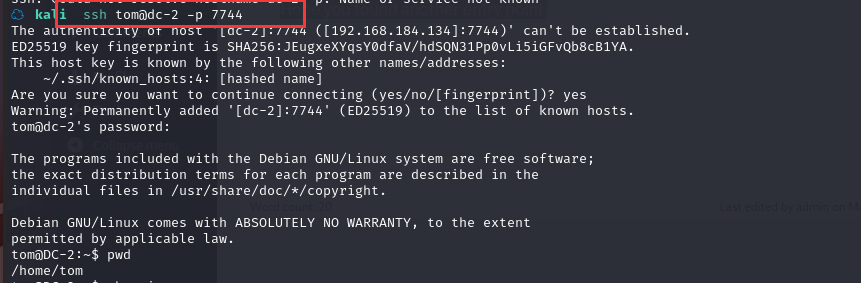 ssh: Could not resolve hostname dc-2 -p: Name or service not known
kali ssh tom@dc-2 -p 7744
The authenticity of host '[dc-2]:7744 ([192.168.184.134]:7744)' can't be established.
ED25519 key fingerprint is SHA256:JEugxeXYqsY0dfaV/hdSQN31Pp0vLi5iGFvQb8cB1YA.
This host key is known by the following other names/addresses:
~/.ssh/known_hosts:4: [hashed name]
Are you sure you want to continue connecting (yes/no/[fingerprint])? yes
Warning: Permanently added '[dc-2]:7744' (ED25519) to the list of known hosts.
tom@dc-2's password:
The programs included with the Debian GNU/Linux system are free software;
the exact distribution terms for each program are described in the
individual files in /usr/share/doc/*/copyright.
Last edited by admin on
Debian GNU/Linux comes with ABSOLUTELY NO WARRANTY, to the extent
permitted by applicable law.
tom@DC-2:~$ pwd
/home/tom